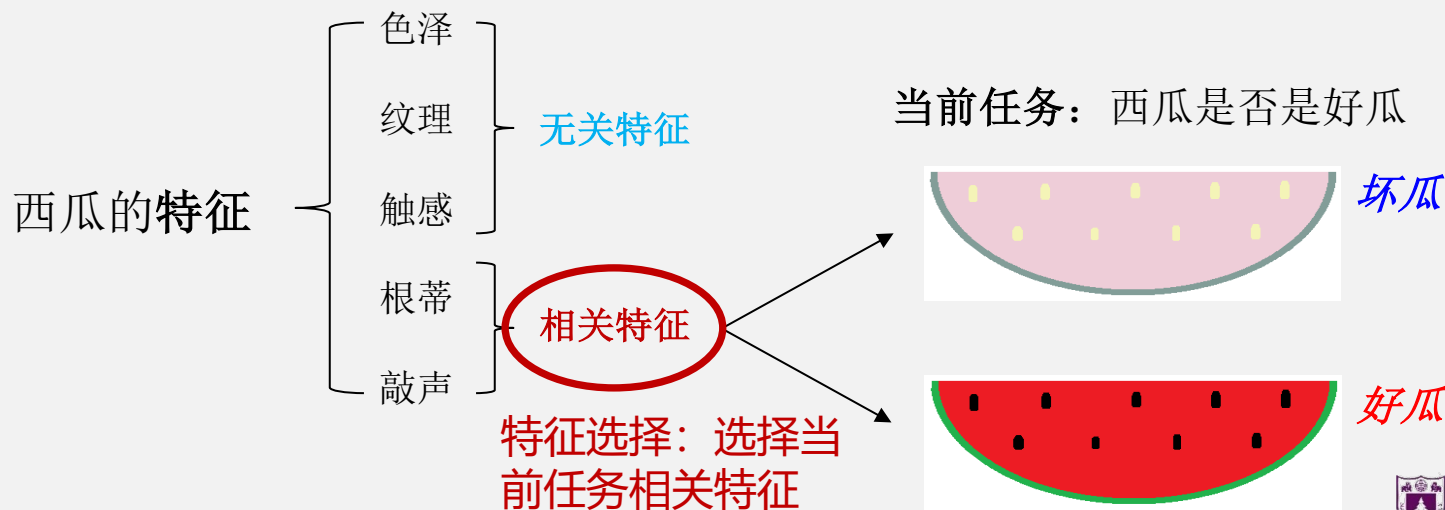 色泽
纹理
无关特征
触感
西瓜的特征
根蒂
相关特征
敲声
特征选择：选择当
前任务相关特征
当前任务：西瓜是否是好瓜
坏瓜
好瓜